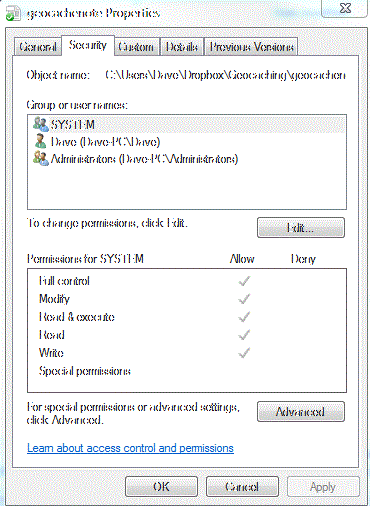 geocachenote Properties
General Security Custom Details Previous Versions
Object name: C:\Users\Dave\Dropbox\Geocaching\geocachen
Group or user names:
SYSTEM
Dave (Dave-PC\Dave)
Administrators (Dave-PC\Administrators)
To change permissions, click Edit.
Edit...
Permissions for SYSTEM Allow Deny
Full control
Modify
Read & execute
Read
Write
Special permissions
For special permissions or advanced settings,
click Advanced.
Advanced
Learn about access control and permissions
OK Cancel Apply